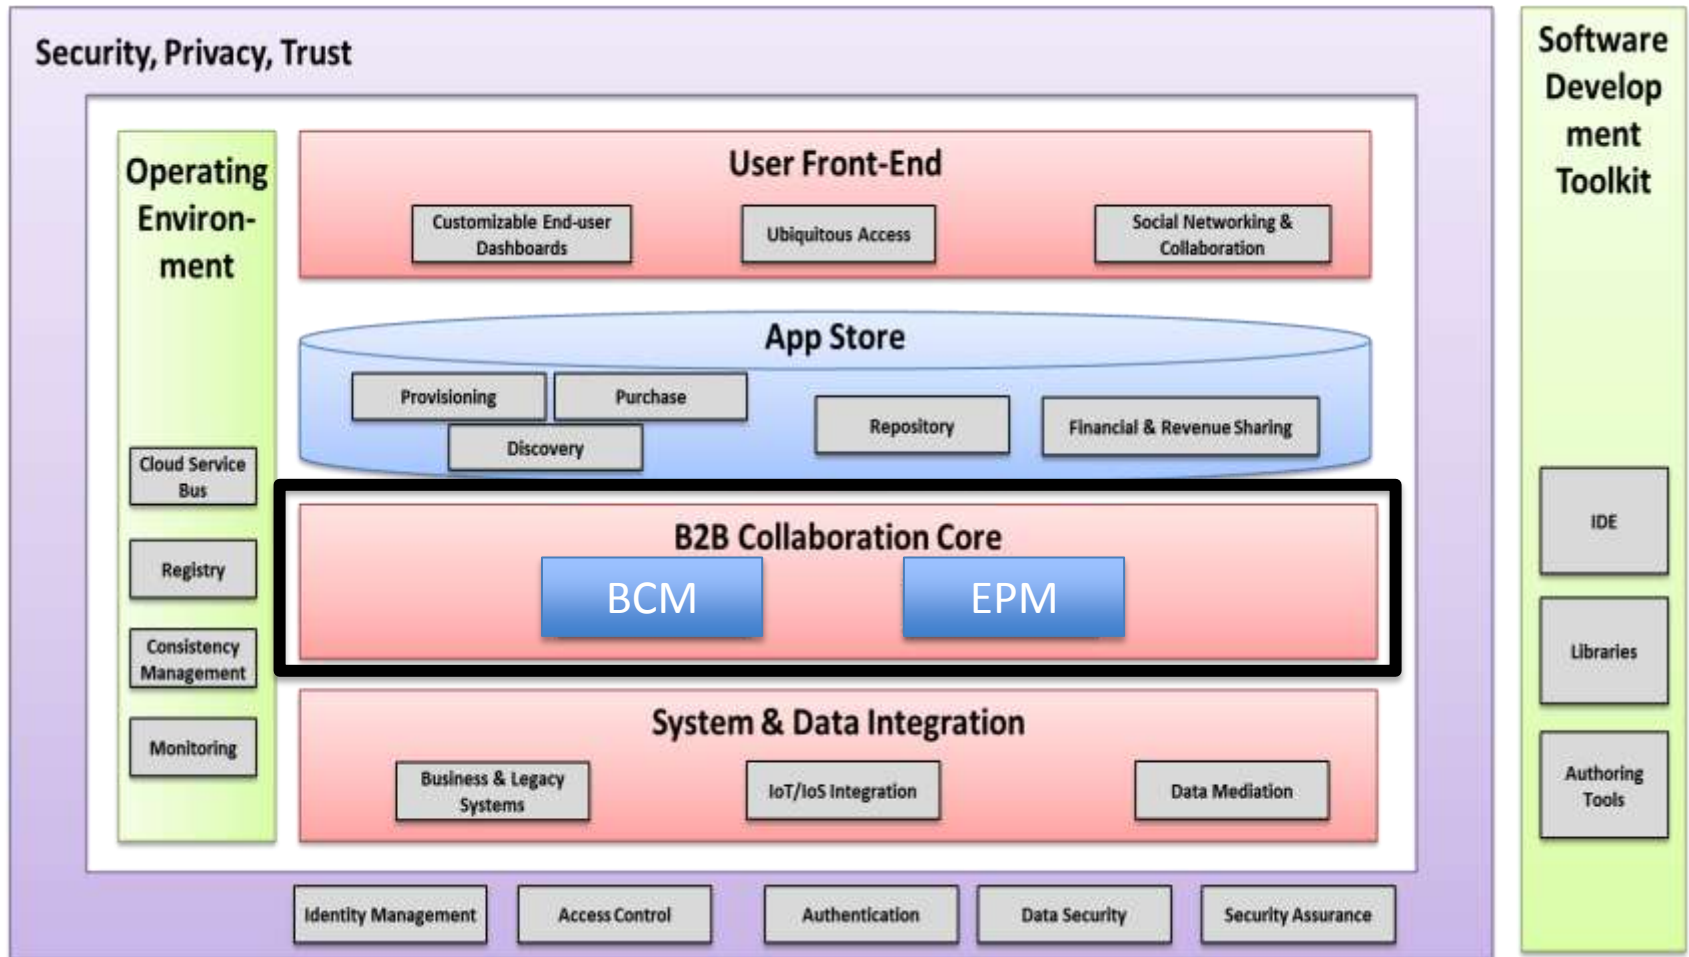 Security, Privacy, Trust
Software
Develop
ment
Toolkit
Operating
Environ-
ment
User Front-End
Customizable End-user
Dashboards
Ubiquitous Access
Social Networking &
Collaboration
App Store
Provisioning
Purchase
Discovery
Repository
Financial & Revenue Sharing
Cloud Service
Bus
Registry
Consistency
Management
Monitoring
B2B Collaboration Core
BCM
EPM
System & Data Integration
Business & Legacy
Systems
IoT/IoS Integration
Data Mediation
IDE
Libraries
Authoring
Tools
Identity Management
Access Control
Authentication
Data Security
Security Assurance